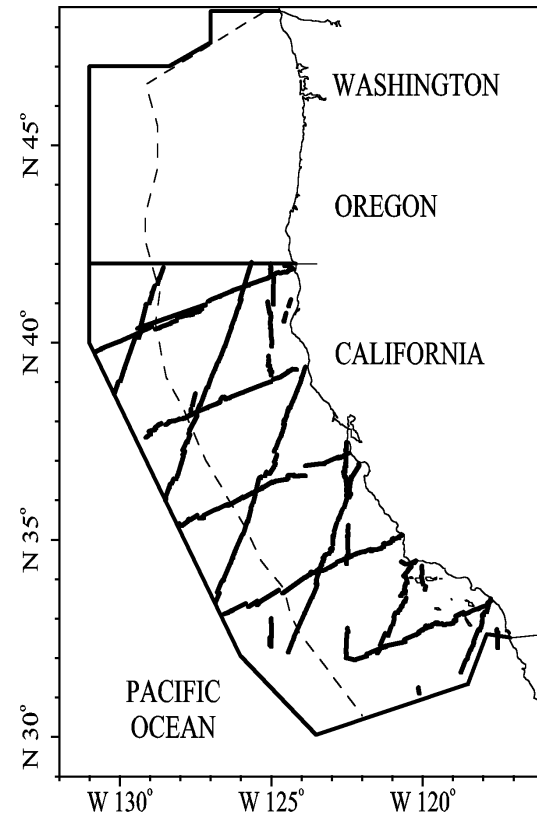 WASHINGTON
N 45°
OREGON
N 40°
CALIFORNIA
N 35°
PACIFIC
OCEAN
N 30°
W 130° W 125° W 120°